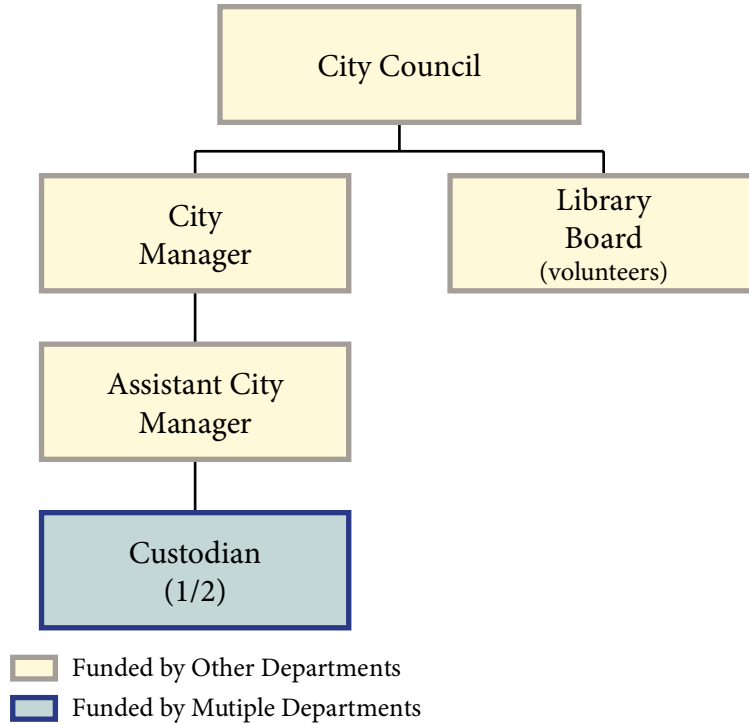 City Council
City
Manager
Library
Board
(volunteers)
Assistant City
Manager
Custodian
(1/2)
Funded by Other Departments
Funded by Mutiple Departments